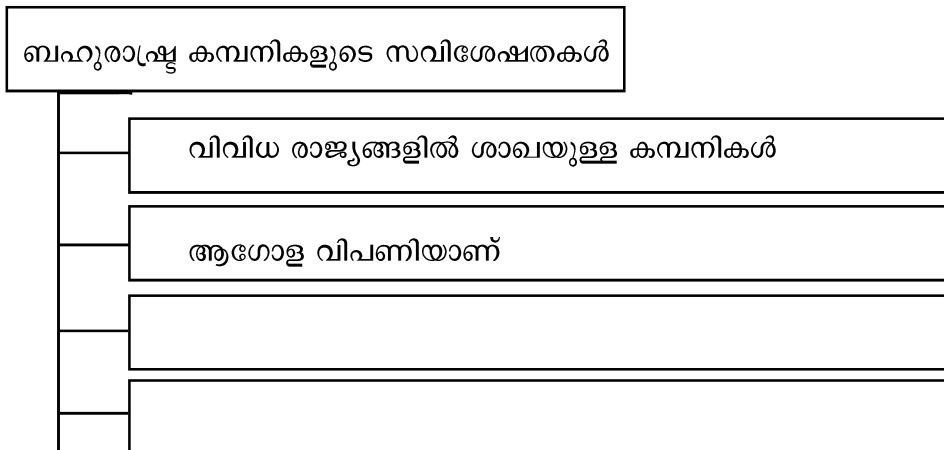 ബഹുരാഷ്ട്ര കമ്പനികളുടെ സവിശേഷതകൾ
വിവിധ രാജ്യങ്ങളിൽ ശാഖയുള്ള കമ്പനികൾ
ആഗോള വിപണിയാണ്